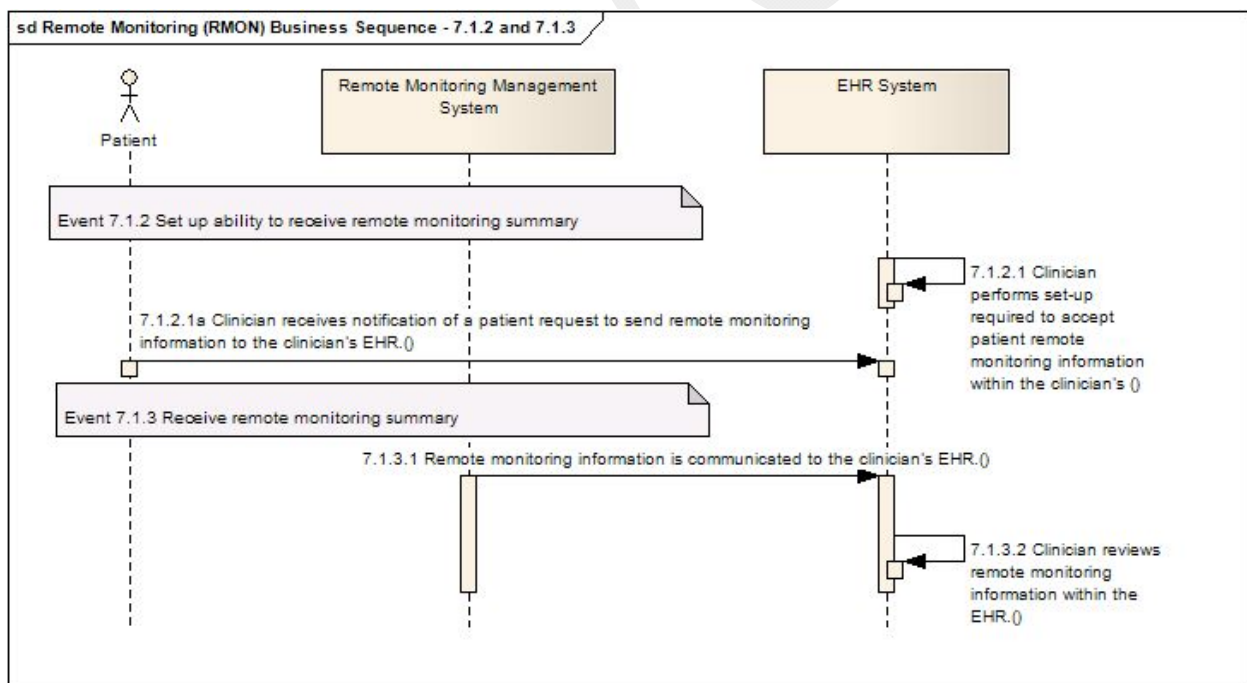 sd Remote Monitoring (RMON) Business Sequence - 7.1.2 and 7.1.3
Patient
Remote Monitoring Management
System
EHR System
Event 7.1.2 Set up ability to receive remote monitoring summary
7.1.2.1 Clinician
performs set-up
required to accept
patient remote
monitoring information
within the clinician's ()
7.1.2.1a Clinician receives notification of a patient request to send remote monitoring
information to the clinician's EHR.()
Event 7.1.3 Receive remote monitoring summary
7.1.3.1 Remote monitoring information is communicated to the clinician's EHR.()
7.1.3.2 Clinician reviews
remote monitoring
information within the
EHR.()